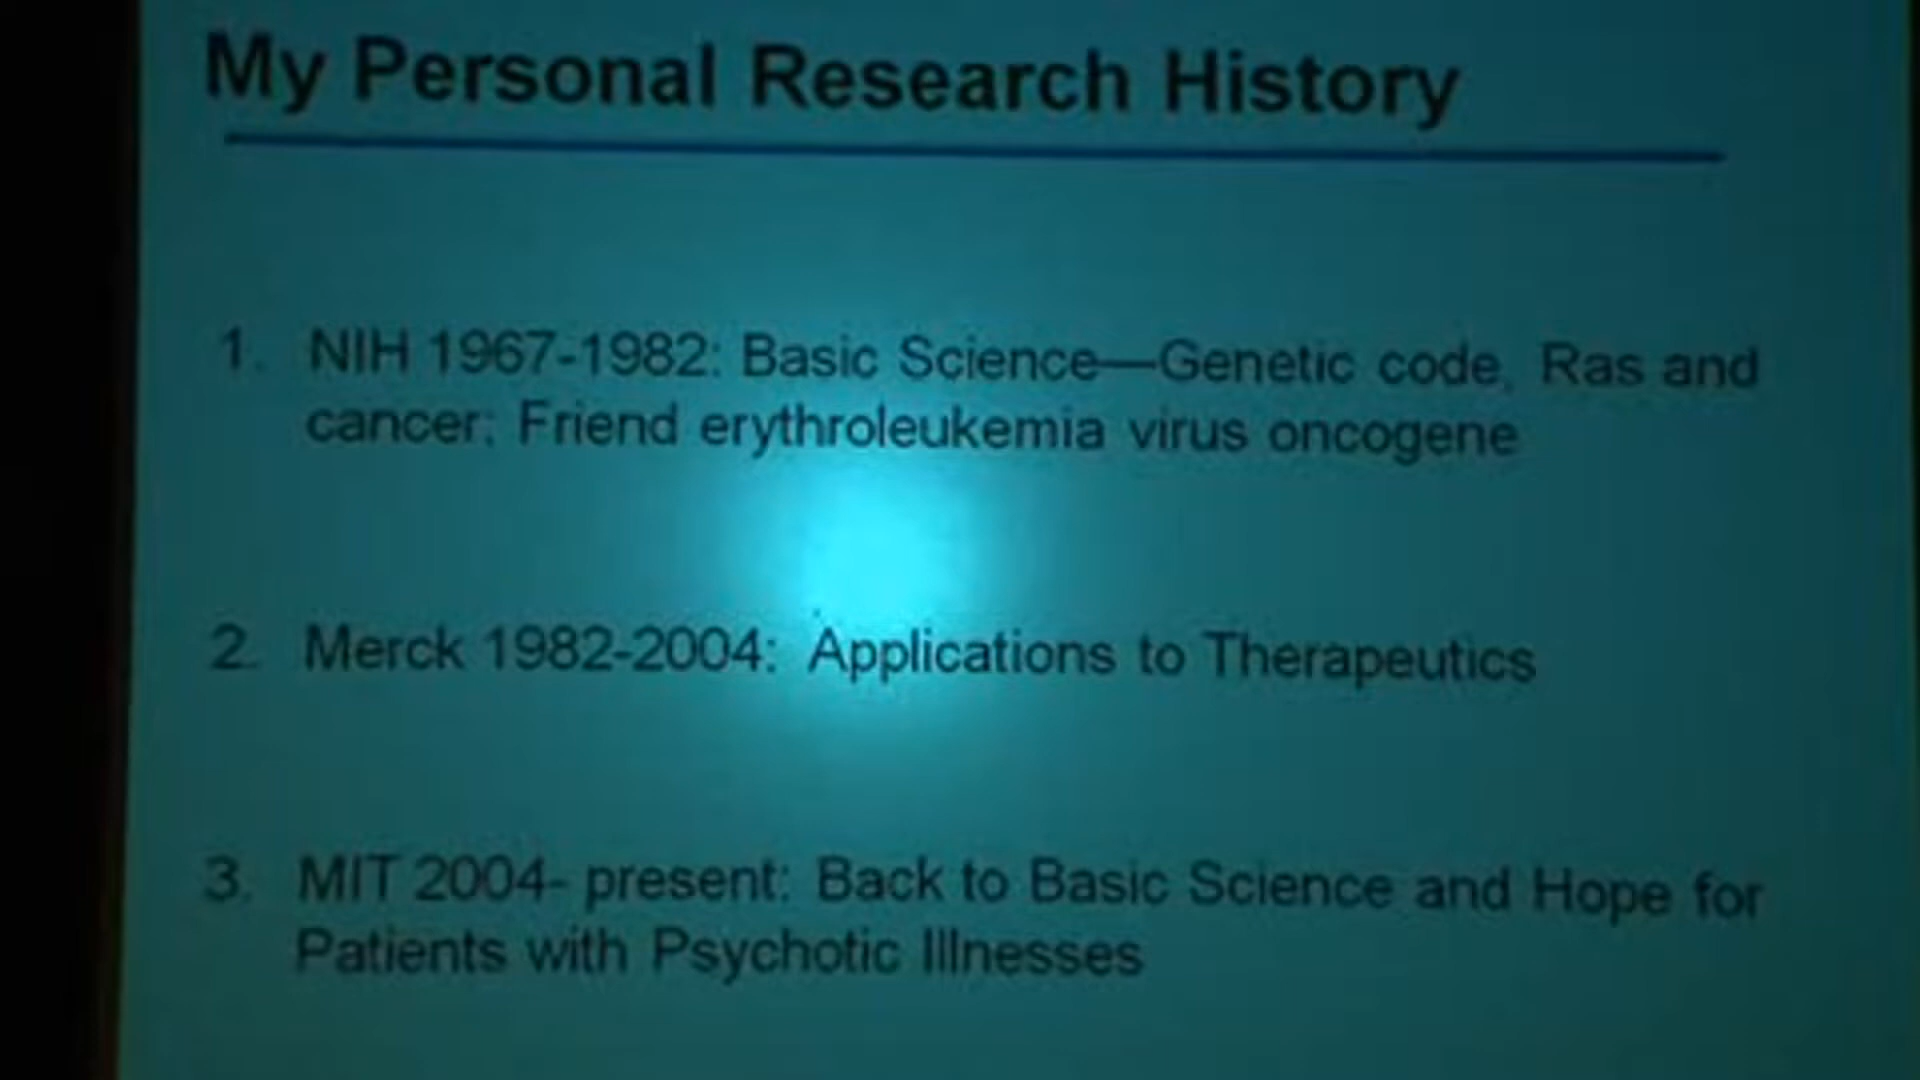 My Personal Research History
1. NIH 1967-1982: Basic Science—Genetic code, Ras and
cancer; Friend erythroleukemia virus oncogene
2. Merck 1982-2004: Applications to Therapeutics
3. MIT 2004- present: Back to Basic Science and Hope for
Patients with Psychotic Illnesses